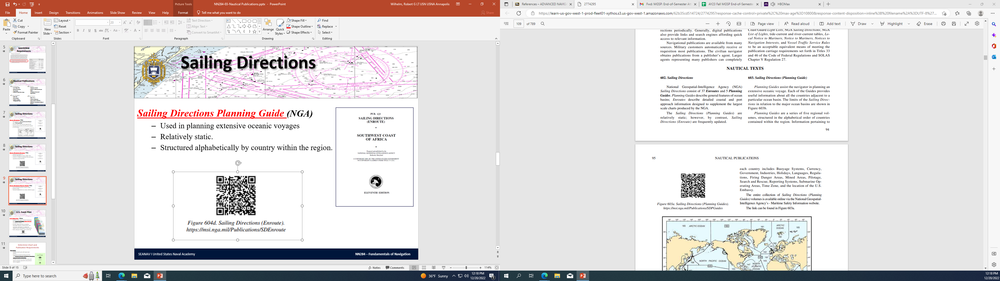 Picture Tools
NN284-03-Nautical Publications.pptx - PowerPoint
Wilhelm, Robert G LT USN USNA Annapolis
File Home Insert Design Transitions Animations Slide Show Review View Help Format Tell me what you want to do Share
Paste
Cut
Copy
Format Painter
Clipboard
New
Slide
Layout
Reset
Section
Slides
20
Font
Text Direction
Align Text
Convert to SmartArt
Paragraph
Arrange
Quick
Styles
Shape Fill
Shape Outline
Shape Effects
Drawing
Find
Replace
Select
Editing
5
NAVDORM
Requirements
6
Nautical Publications
7
Sailing Directions
8
Sailing Directions
9
Sailing Directions
10
U.S. Coast Pilot
11
Determine Chart and
Publication Requirements
Sailing Directions
Sailing Directions Planning Guide (NGA)
– Used in planning extensive oceanic voyages
– Relatively static.
– Structured alphabetically by country within the region.
PUB. 123
SAILING DIRECTIONS
(ENROUTE)
SOUTHWEST COAST
OF AFRICA
Prepared and published by the
NATIONAL GEOSPATIAL-INTELLIGENCE AGENCY
Bethesda, Maryland
ELEVENTH EDITION
Figure 604d. Sailing Directions (Enroute).
https://msi.nga.mil/Publications/SDEnroute
SEANAV I United States Naval Academy
NN284 – Fundamentals of Navigation
Slide 9 of 15
Notes
Comments
114%
Type here to search
36°F Sunny
12:18 PM
12/20/2022
References – ADVANCED NAVIG
2774295
Fwd: MGSP: End-of-Semester At
AY23 Fall MGSP End-of-Semeste
HBOMax
https://learn-us-gov-west-1-prod-fleet01-xythos.s3.us-gov-west-1.amazonaws.com/62b35cd514724/2774295?response-cache-control=private%2C%20max-age%3D10800&response-content-disposition=inline%3B%20filename%2A%3DUTF-8%27...
109 of 789
Page view
Read aloud
Add text
Draw
Highlight
Erase
rections periodically. Generally, digital publications
also provide links and search engines affording quick
access to relevant information.
Navigational publications are available from many
sources. Military customers automatically receive or
requisition most publications. The civilian navigator
obtains publications from a publisher's agent. Larger
agents representing many publishers can completely
Coast Guard Light Lists, NGA Sailing Directions, NGA
List of Lights, tide-current and river-current tables, Lo-
cal Notice to Mariners, Notice to Mariners, Notices to
Navigation Interests, and Vessel Traffic Service Rules
to be an acceptable equivalent means of meeting the
publication carriage requirements set forth in Titles 33
and 46 of the Code of Federal Regulations and SOLAS
Chapter V Regulation 27.
NAUTICAL TEXTS
602. Sailing Directions
National Geospatial-Intelligence Agency (NGA)
Sailing Directions consist of 37 Enroutes and 5 Planning
Guides. Planning Guides describe general features of ocean
basins; Enroutes describe detailed coastal and port
approach information designed to supplement the largest
scale charts produced by the NGA.
The Sailing Directions (Planning Guides) are
relatively static; however, by contrast, Sailing
Directions (Enroute) are frequently updated.
603. Sailing Directions (Planning Guide)
Planning Guides assist the navigator in planning an
extensive oceanic voyage. Each of the Guides provides
useful information about all the countries adjacent to a
particular ocean basin. The limits of the Sailing Direc-
tions in relation to the major ocean basins are shown in
Figure 603b.
Planning Guides are a series of five regional vol-
umes, structured in the alphabetical order of countries
contained within the region. Information pertaining to
94
95
NAUTICAL PUBLICATIONS
Figure 603a. Sailing Directions (Planning Guides).
https://msi.nga.mil/Publications/SDPGuides
each country includes Buoyage Systems, Currency,
Government, Industries, Holidays, Languages, Regula-
tions, Firing Danger Areas, Mined Areas, Pilotage,
Search and Rescue, Reporting Systems, Submarine Op-
erating Areas, Time Zone, and the location of the U.S.
Embassy.
The entire collection of Sailing Directions (Planning
Guides) volumes is available online via the National Geospatial-
Intelligence Agency's - Maritime Safety Information website.
The link can be found in Figure 603a.
ARCTIC OCEAN
ARCTIC
OCEAN
NORTH PACIFIC OCEAN
NORTH
ATLANTIC
OCEAN
12:18 PM
12/20/2022